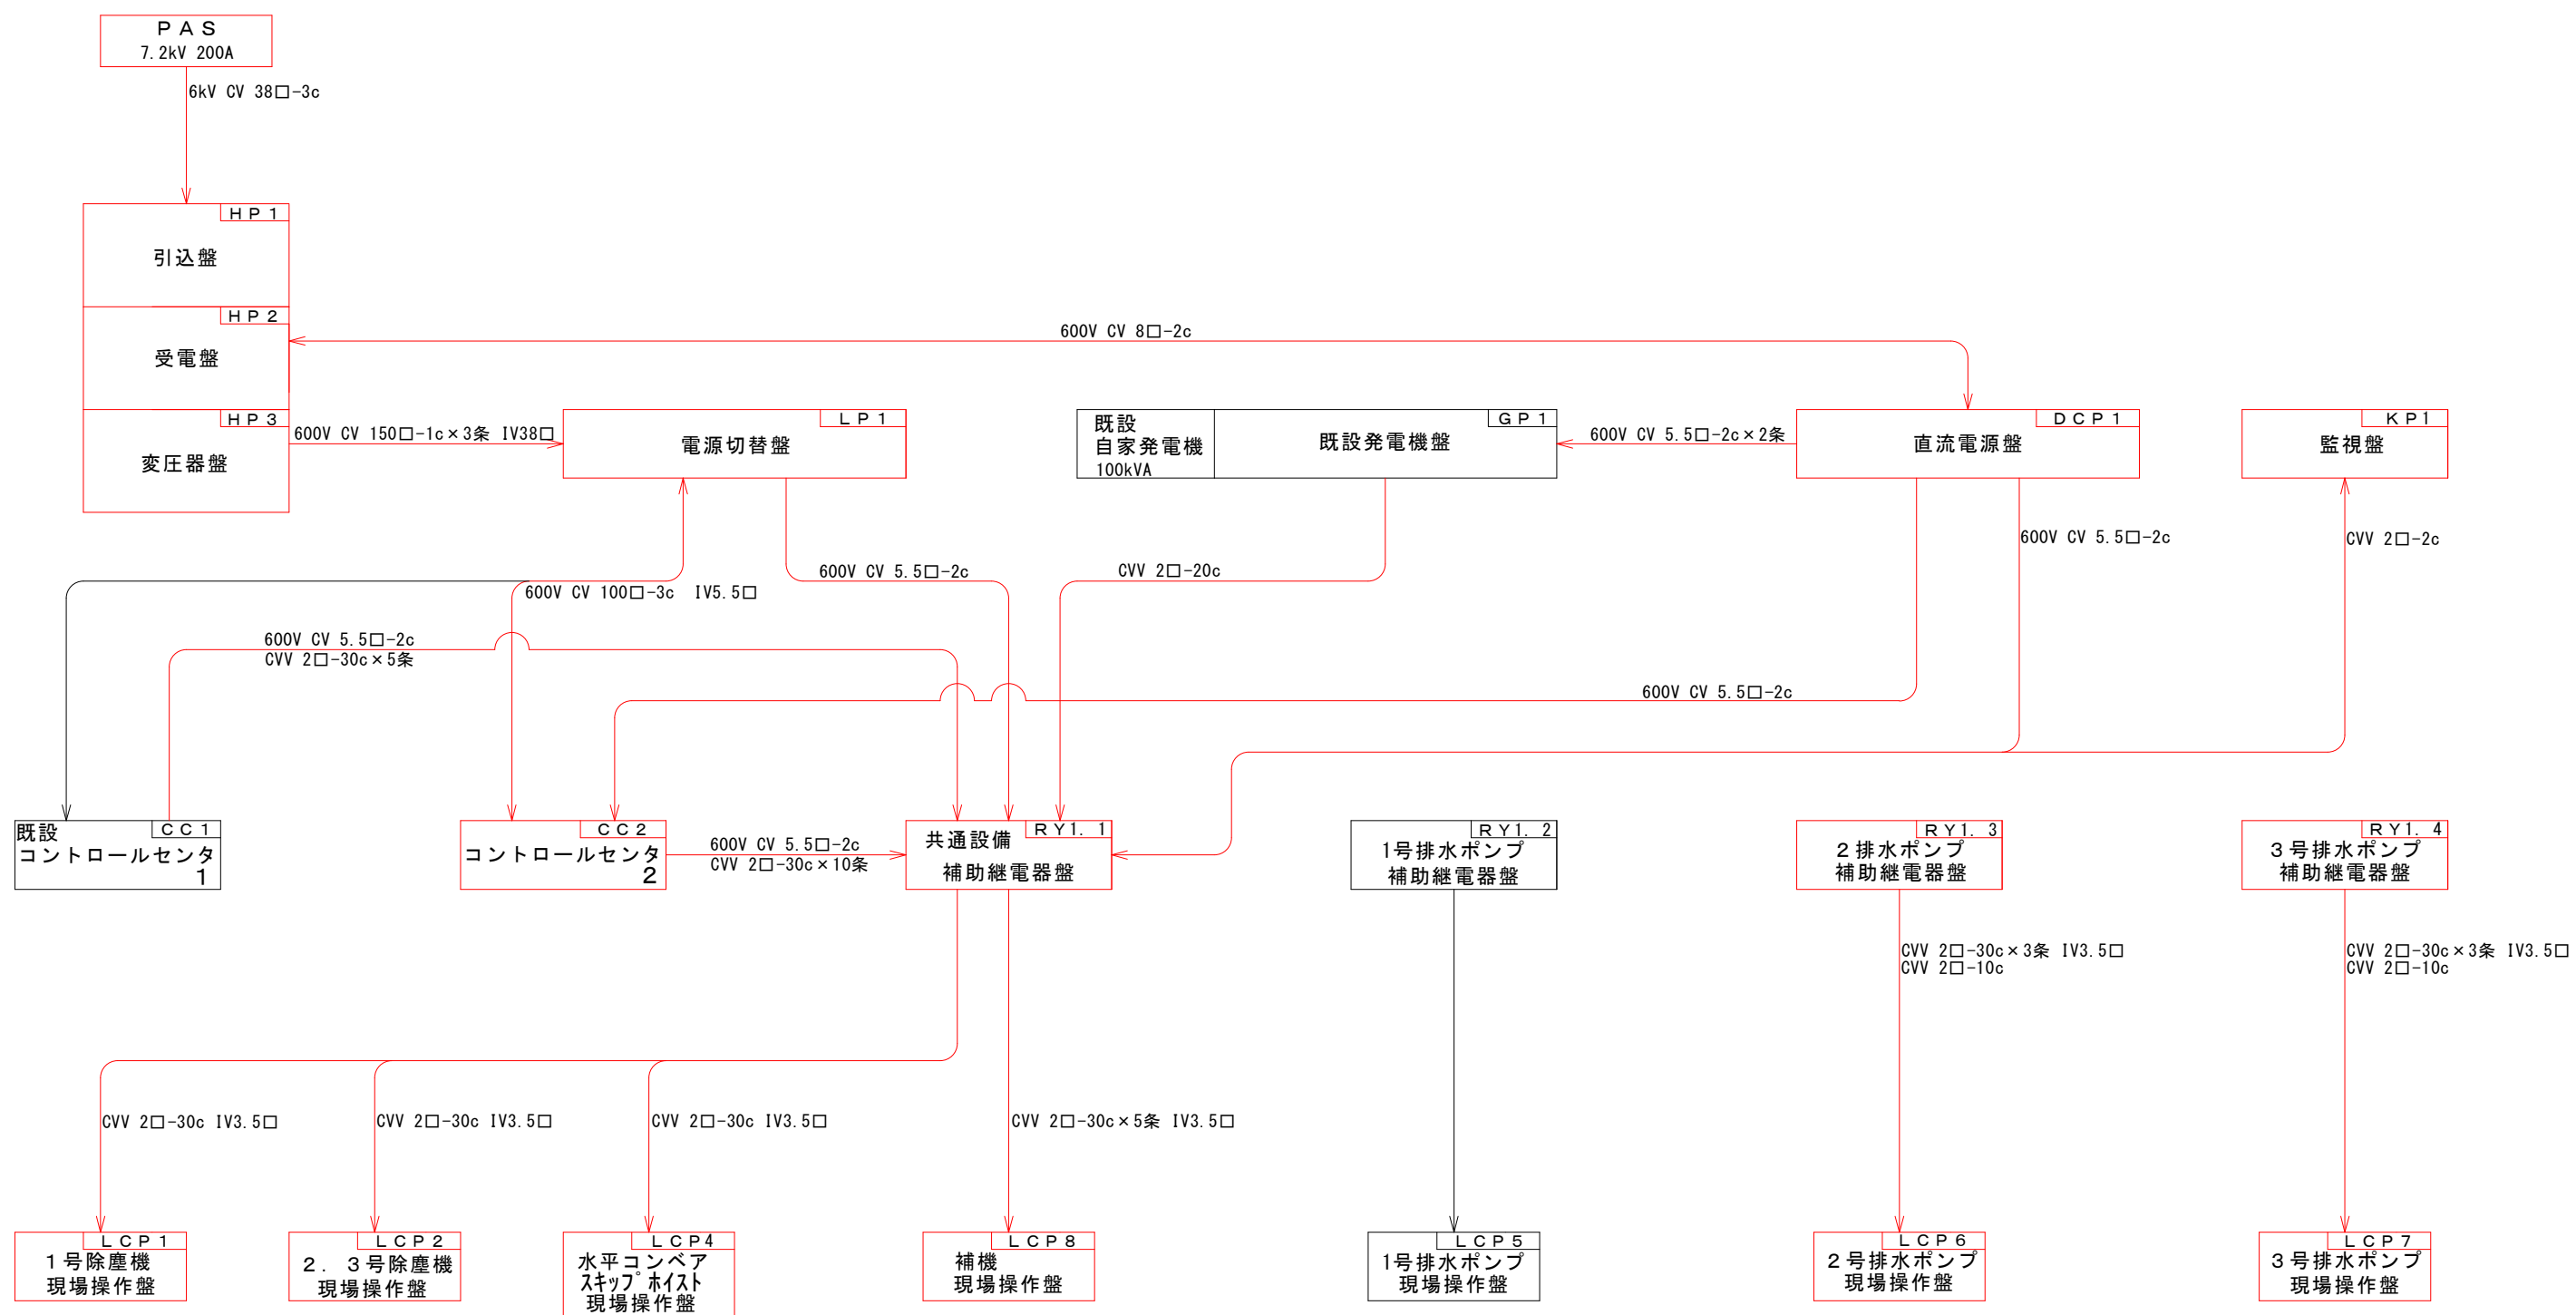 ＰＡＳ
7.2kV 200A
6kV CV 38□-3c
ＨＰ１
引込盤
ＨＰ２
受電盤
600V CV 8□-2c
ＨＰ３
変圧器盤
600V CV 150□-1c×3条 IV38□
ＬＰ１
電源切替盤
既設
自家発電機
100kVA
ＧＰ１
既設発電機盤
600V CV 5.5□-2c×2条
ＤＣＰ１
直流電源盤
ＫＰ１
監視盤
600V CV 5.5□-2c
CVV 2□-2c
600V CV 5.5□-2c
CVV 2□-20c
600V CV 100□-3c IV5.5□
600V CV 5.5□-2c
CVV 2□-30c×5条
600V CV 5.5□-2c
既設
ＣＣ１
コントロールセンタ
1
ＣＣ２
コントロールセンタ
2
600V CV 5.5□-2c
CVV 2□-30c×10条
ＲＹ1. 1
共通設備
補助継電器盤
ＲＹ1. 2
1号排水ポンプ
補助継電器盤
ＲＹ1. 3
２排水ポンプ
補助継電器盤
ＲＹ1. 4
３号排水ポンプ
補助継電器盤
CVV 2□-30c×3条 IV3.5□
CVV 2□-10c
CVV 2□-30c×3条 IV3.5□
CVV 2□-10c
CVV 2□-30c IV3.5□
CVV 2□-30c IV3.5□
CVV 2□-30c IV3.5□
CVV 2□-30c×5条 IV3.5□
ＬＣＰ１
１号除塵機
現場操作盤
ＬＣＰ２
２．３号除塵機
現場操作盤
ＬＣＰ4
水平コンベア
スキップホイスト
現場操作盤
ＬＣＰ８
補機
現場操作盤
ＬＣＰ５
1号排水ポンプ
現場操作盤
ＬＣＰ６
２号排水ポンプ
現場操作盤
ＬＣＰ７
３号排水ポンプ
現場操作盤